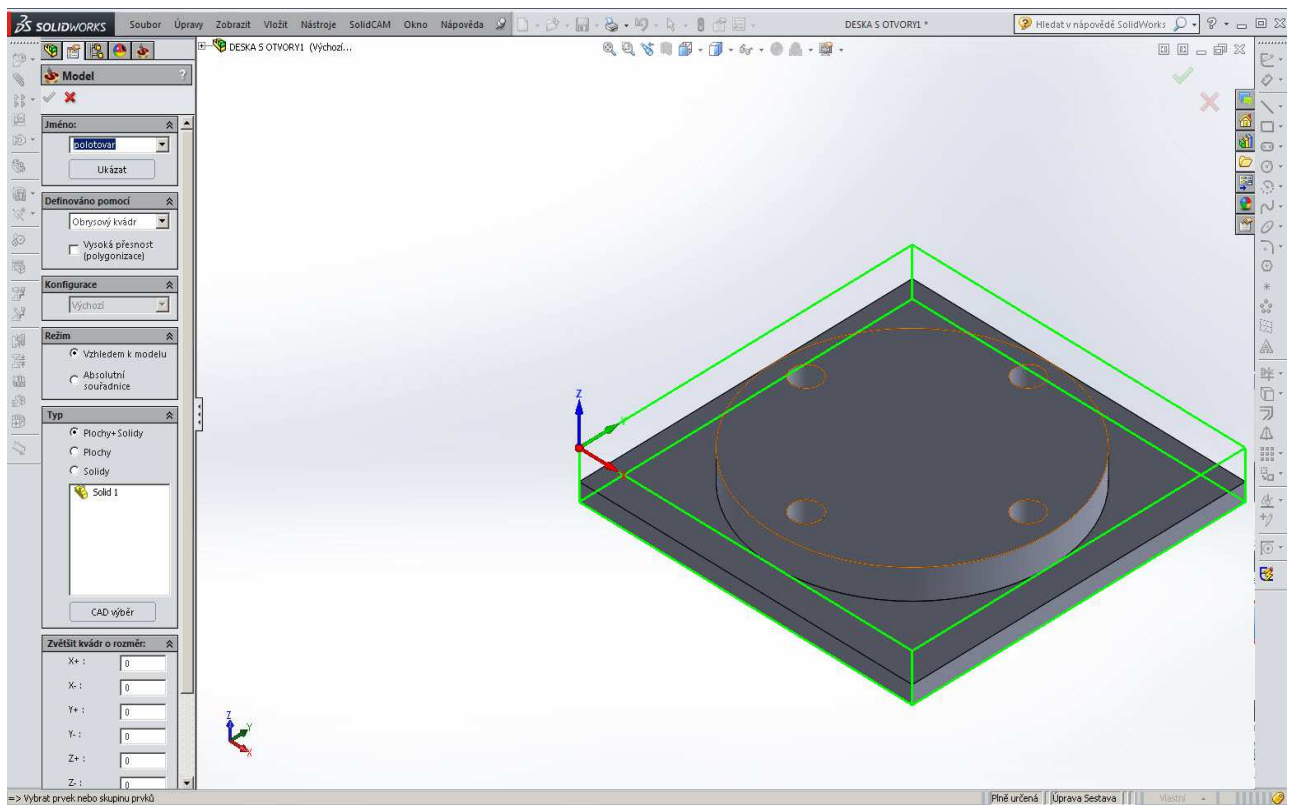 SOLIDWORKS Soubor Úpravy Zobrazit Vložit Nástroje SolidCAM Okno Nápověda DESKA S OTVORY1 * Hledat v nápovědě SolidWorks
DESKA S OTVORY1 (Výchozí...
Model ?
Jméno:
polotovar
Ukázat
Definováno pomocí
Obrysový kvádr
Vysoká přesnost
(polygonizace)
Konfigurace
Výchozí
Režim
Vzhledem k modelu
Absolutní
souřadnice
Typ
Plochy+Solidy
Plochy
Solidy
Solid 1
CAD výběr
Zvětšit kvádr o rozměr:
X+ : 0
X- : 0
Y+ : 0
Y- : 0
Z+ : 0
Z- : 0
Z
Y
Z
Y
X
=> Vybrat prvek nebo skupinu prvků Plně určená Úprava Sestava Vlastní